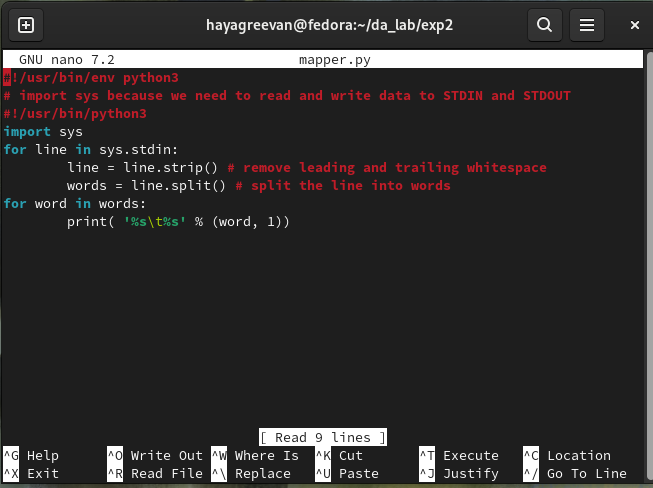 hayagreevan@fedora:~/da_lab/exp2
GNU nano 7.2 mapper.py
#!/usr/bin/env python3
# import sys because we need to read and write data to STDIN and STDOUT
#!/usr/bin/python3
import sys
for line in sys.stdin:
        line = line.strip() # remove leading and trailing whitespace
        words = line.split() # split the line into words
for word in words:
        print( '%s\t%s' % (word, 1))
[ Read 9 lines ]
^G Help ^O Write Out ^W Where Is ^K Cut ^T Execute ^C Location
^X Exit ^R Read File ^\ Replace ^U Paste ^J Justify ^/ Go To Line